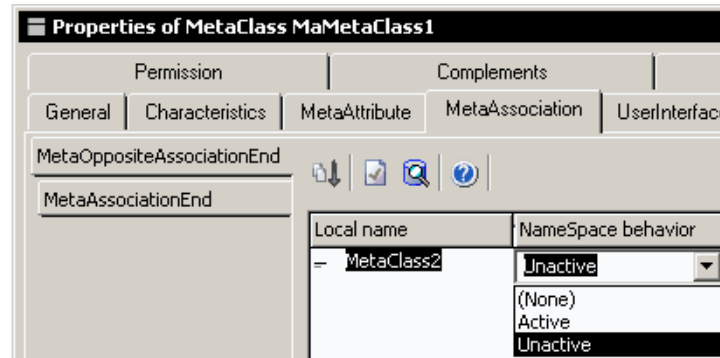 Properties of MetaClass MaMetaClass1
Permission Complements
General Characteristics MetaAttribute MetaAssociation UserInterfac
MetaOppositeAssociationEnd
MetaAssociationEnd
Local name NameSpace behavior
MetaClass2 Unactive
(None)
Active
Unactive